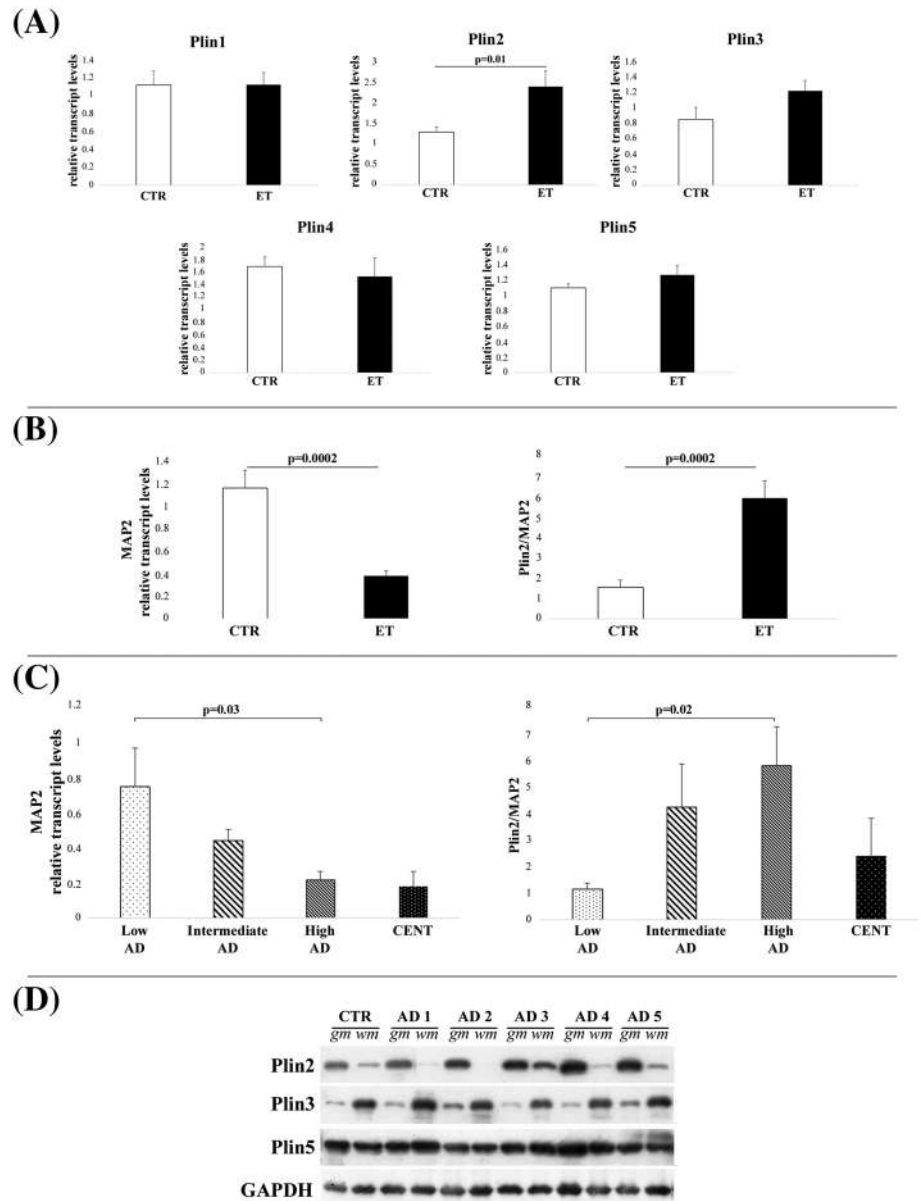 (A)
Plin1
relative transcript levels
1.4
1.2
1
0.8
0.6
0.4
0.2
0
CTR
ET
Plin2
relative transcript levels
3
2.5
2
1.5
1
0.5
0
p=0.01
CTR
ET
Plin3
relative transcript levels
1.6
1.4
1.2
1
0.8
0.6
0.4
0.2
0
CTR
ET
Plin4
relative transcript levels
2
1.8
1.6
1.4
1.2
1
0.8
0.6
0.4
0.2
0
CTR
ET
Plin5
relative transcript levels
1.6
1.4
1.2
1
0.8
0.6
0.4
0.2
0
CTR
ET
(B)
MAP2
relative transcript levels
1.4
1.2
1
0.8
0.6
0.4
0.2
0
p=0.0002
CTR
ET
Plin2/MAP2
8
7
6
5
4
3
2
1
0
p=0.0002
CTR
ET
(C)
MAP2
relative transcript levels
1.2
1
0.8
0.6
0.4
0.2
0
p=0.03
Low
AD
Intermediate
AD
High
AD
CENT
Plin2/MAP2
8
7
6
5
4
3
2
1
0
p=0.02
Low
AD
Intermediate
AD
High
AD
CENT
(D)
CTR AD 1 AD 2 AD 3 AD 4 AD 5
gm wm gm wm gm wm gm wm gm wm gm wm
Plin2
Plin3
Plin5
GAPDH